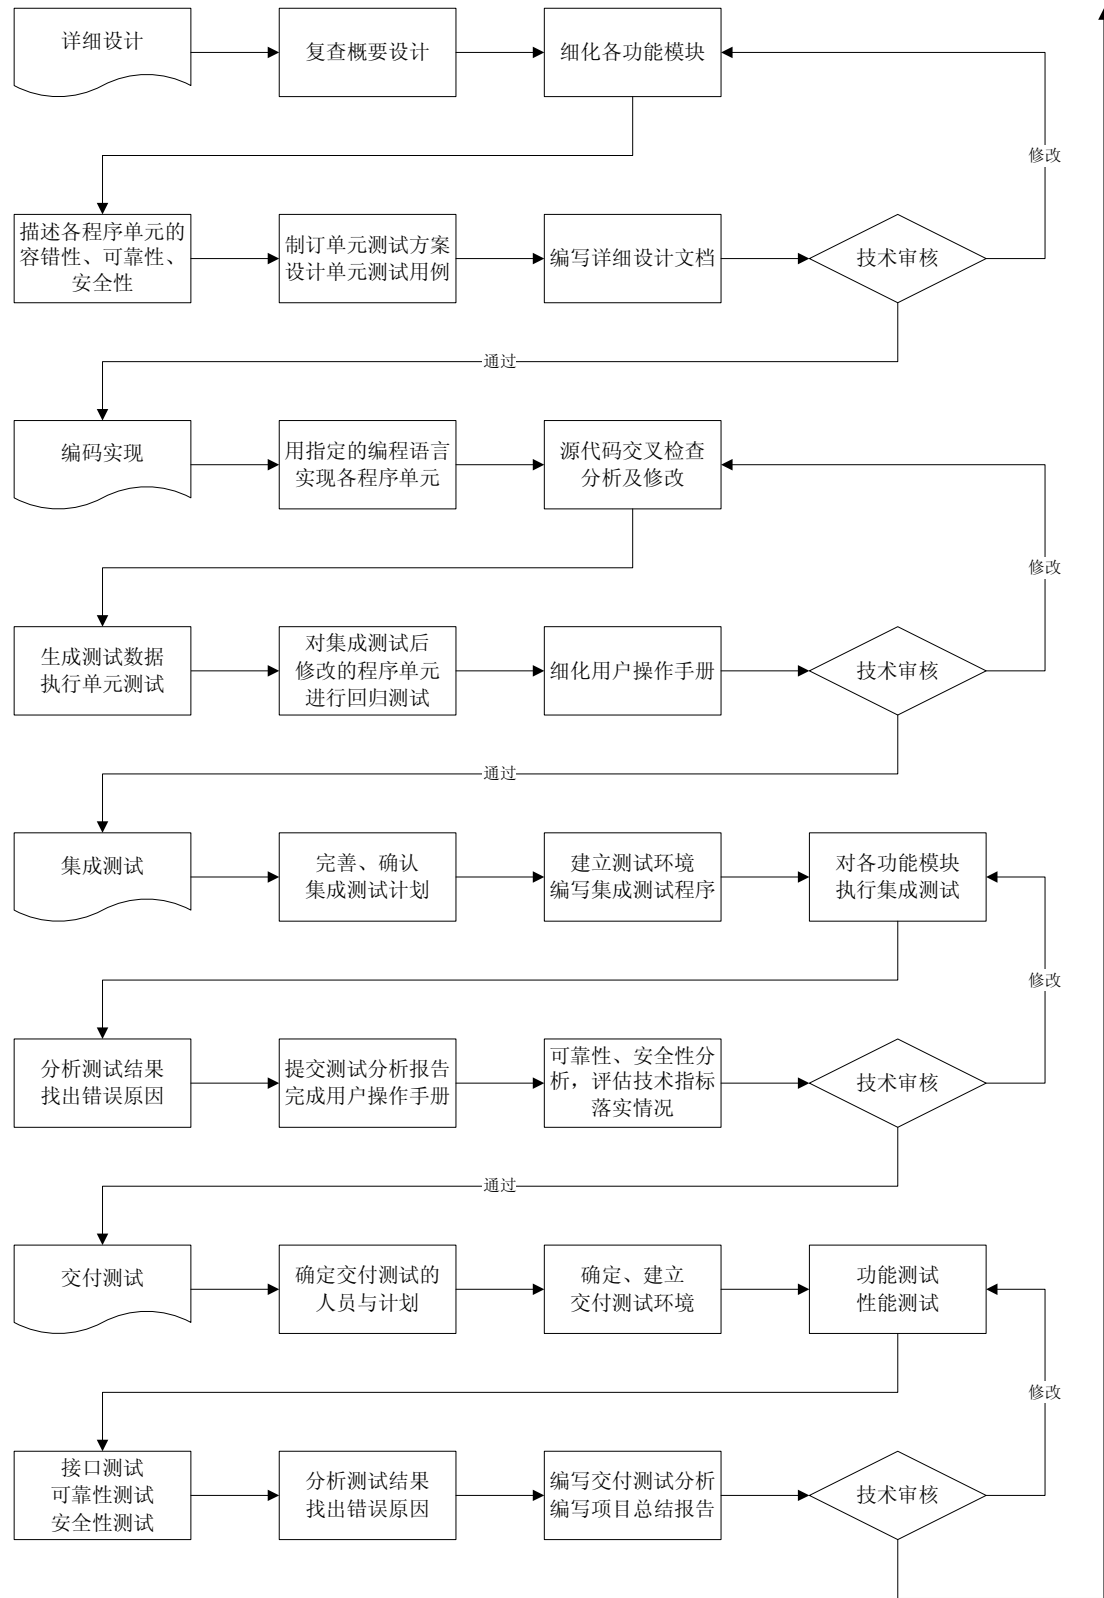 详细设计
复查概要设计
细化各功能模块
修改
描述各程序单元的
容错性、可靠性、
安全性
制订单元测试方案
设计单元测试用例
编写详细设计文档
技术审核
通过
编码实现
用指定的编程语言
实现各程序单元
源代码交叉检查
分析及修改
修改
生成测试数据
执行单元测试
对集成测试后
修改的程序单元
进行回归测试
细化用户操作手册
技术审核
通过
集成测试
完善、确认
集成测试计划
建立测试环境
编写集成测试程序
对各功能模块
执行集成测试
修改
分析测试结果
找出错误原因
提交测试分析报告
完成用户操作手册
可靠性、安全性分
析，评估技术指标
落实情况
技术审核
通过
交付测试
确定交付测试的
人员与计划
确定、建立
交付测试环境
功能测试
性能测试
修改
接口测试
可靠性测试
安全性测试
分析测试结果
找出错误原因
编写交付测试分析
编写项目总结报告
技术审核